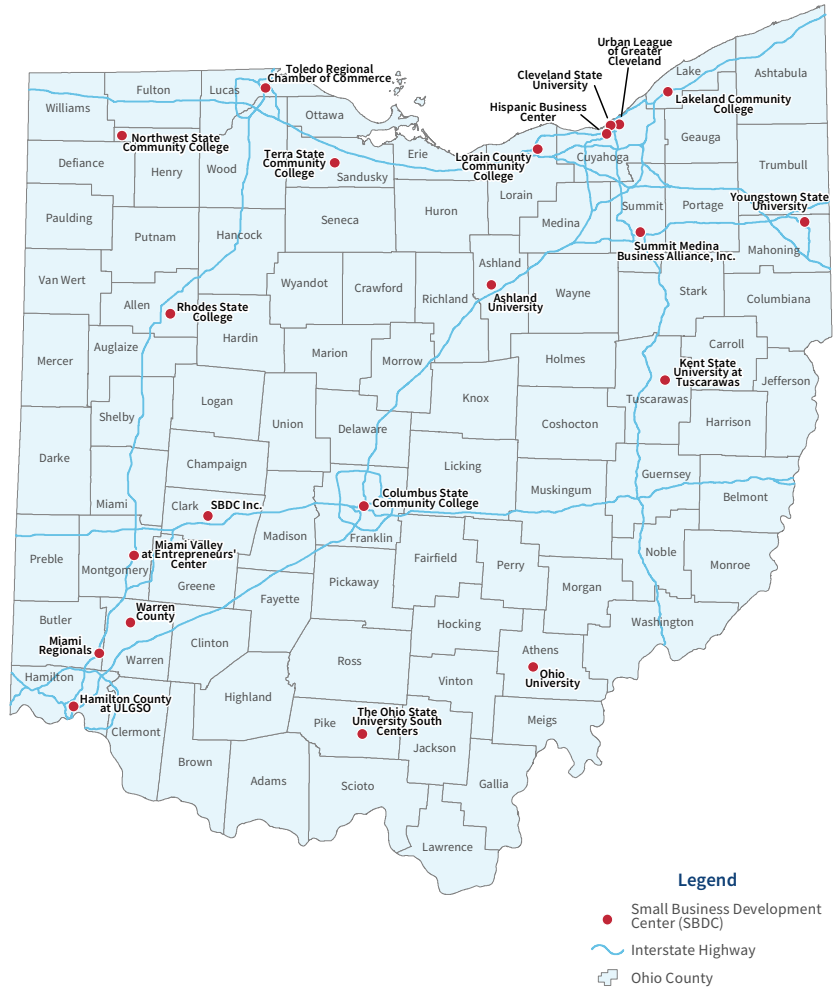 Urban League
of Greater
Cleveland
Toledo Regional
Chamber of Commerce
Cleveland State
University
Lake
Ashtabula
Fulton
Lucas
Williams
Ottawa
Hispanic Business
Center
Lakeland Community
College
Northwest State
Community College
Geauga
Terra State
Community
College
Erie
Lorain County
Community
College
Cuyahoga
Defiance
Henry
Wood
Sandusky
Trumbull
Lorain
Youngstown State
University
Summit
Portage
Paulding
Seneca
Huron
Medina
Putnam
Hancock
Summit Medina
Business Alliance, Inc.
Mahoning
Ashland
Van Wert
Wyandot
Crawford
Richland
Wayne
Stark
Columbiana
Allen
Rhodes State
College
Ashland
University
Hardin
Auglaize
Mercer
Marion
Morrow
Holmes
Carroll
Kent State
University at
Tuscarawas
Jefferson
Logan
Knox
Tuscarawas
Shelby
Union
Delaware
Coshocton
Harrison
Darke
Champaign
Licking
Guernsey
Muskingum
Belmont
Miami
Clark
SBDC Inc.
Columbus State
Community College
Madison
Franklin
Miami Valley
at Entrepreneurs'
Center
Preble
Montgomery
Fairfield
Perry
Noble
Monroe
Greene
Pickaway
Morgan
Fayette
Butler
Warren
County
Hocking
Washington
Miami
Regionals
Clinton
Athens
Warren
Ross
Ohio
University
Hamilton
Vinton
Hamilton County
at ULGSO
Highland
The Ohio State
University South
Centers
Pike
Meigs
Clermont
Jackson
Brown
Adams
Scioto
Gallia
Lawrence
Legend
Small Business Development
Center (SBDC)
Interstate Highway
Ohio County